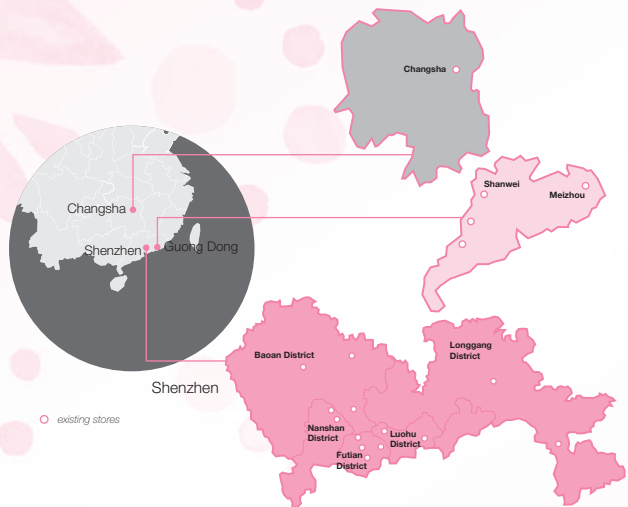 Changsha
Shanwei
Meizhou
Changsha
Shenzhen
Guong Dong
Baoan District
Longgang
District
Shenzhen
existing stores
Nanshan
District
Luohu
District
Futian
District